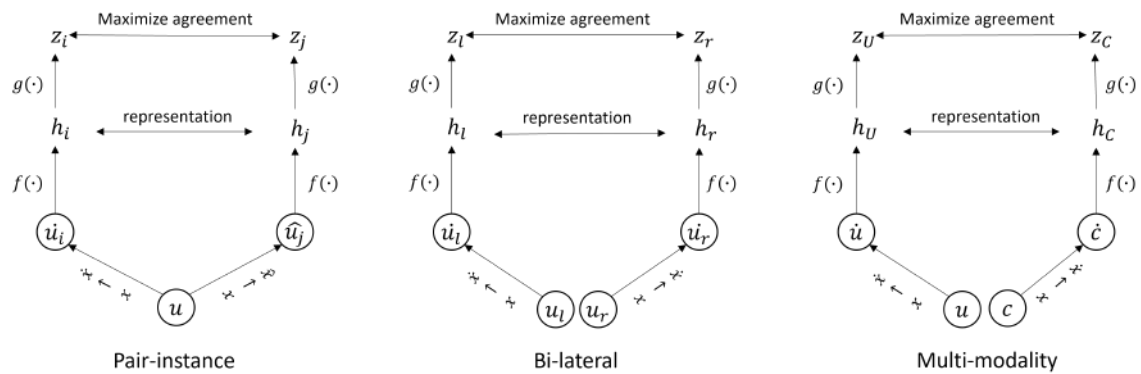 Maximize agreement
z_i z_j
g(·) g(·)
representation
h_i h_j
f(·) f(·)
u̇_i û_j
ẋ ← x x → x̂
u
Pair-instance
Maximize agreement
z_l z_r
g(·) g(·)
representation
h_l h_r
f(·) f(·)
u̇_l u̇_r
ẋ ← x x → ẋ
u_l u_r
Bi-lateral
Maximize agreement
z_U z_C
g(·) g(·)
representation
h_U h_C
f(·) f(·)
u̇ ċ
ẋ ← x x → ẋ
u c
Multi-modality